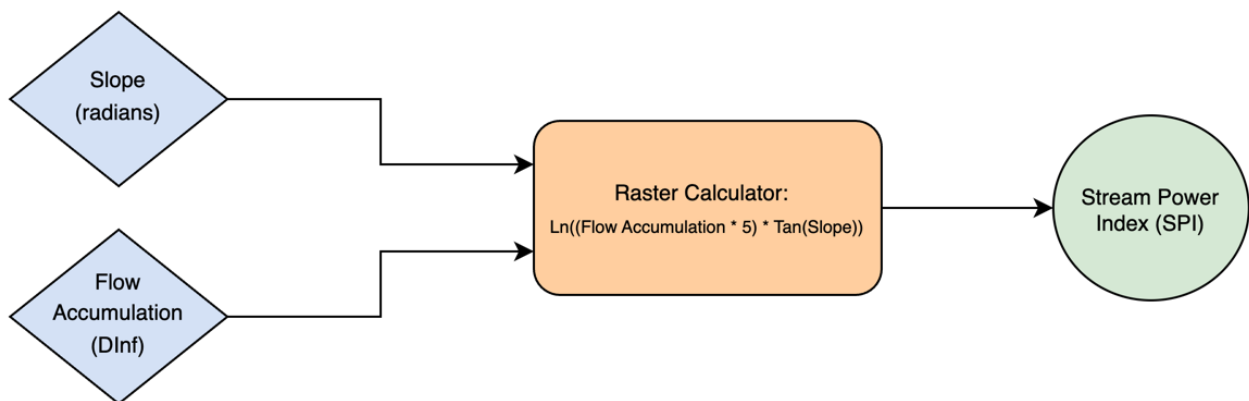 Slope
(radians)
Flow
Accumulation
(DInf)
Raster Calculator:
Ln((Flow Accumulation * 5) * Tan(Slope))
Stream Power
Index (SPI)